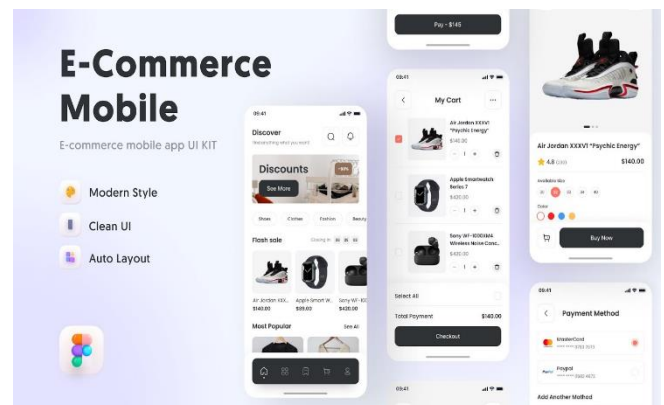 E-Commerce
Mobile
E-commerce mobile app UI KIT
Modern Style
Clean UI
Auto Layout
09:41
Discover
Discounts
See More
Shoes
Clothes
Fashion
Beauty
Flash sale
Closing in
Air Jordan XXX...
Apple Smart W...
Sony WF-10
$140.00
$99.00
$420.00
Most Popular
See All
Pay - $145
09:41
My Cart
Air Jordan XXXVI
"Psychic Energy"
$140.00
- 1 +
Apple Smartwatch
Series 7
$420.00
- 1 +
Wireless Noise Canc...
$420.00
- 1 +
Select All
Total Payment $140.00
Checkout
09:41
Air Jordan XXXVI "Psychic Energy"
4.8
$140.00
Available Size
Color
Buy Now
09:41
Payment Method
MasterCard
Paypal
Add Another Method